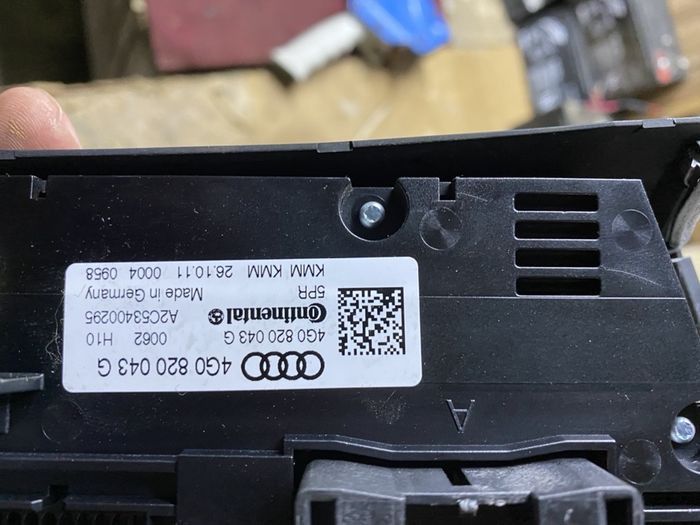 4G0 820 043 G
4G0 820 043 G Continental
0062 H10
A2C53400295
5PR Made in Germany
KMM KMM 26.10.11 0004 0958
A